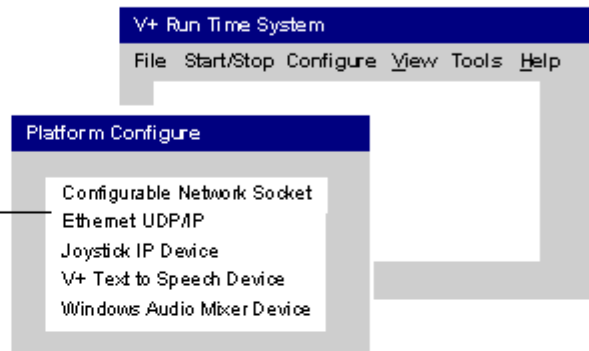 V+ Run Time System
File Start/Stop Configure View Tools Help
Platform Configure
Configurable Network Socket
Ethernet UDP/IP
Joystick IP Device
V+ Text to Speech Device
Windows Audio Mixer Device